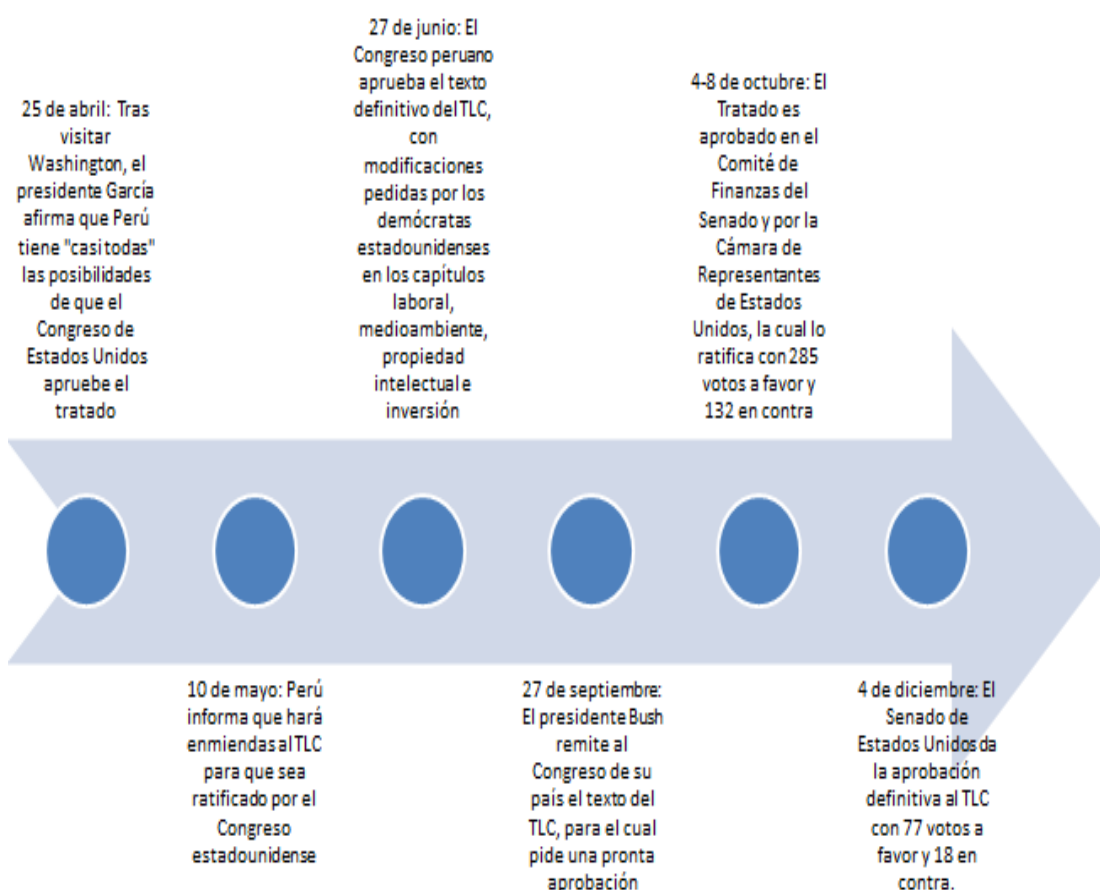 25 de abril: Tras
visitar
Washington, el
presidente García
afirma que Perú
tiene "casi todas"
las posibilidades
de que el
Congreso de
Estados Unidos
apruebe el
tratado
10 de mayo: Perú
informa que hará
enmiendas al TLC
para que sea
ratificado por el
Congreso
estadounidense
27 de junio: El
Congreso peruano
aprueba el texto
definitivo del TLC,
con
modificaciones
pedidas por los
demócratas
estadounidenses
en los capítulos
laboral,
medioambiente,
propiedad
intelectual e
inversión
27 de septiembre:
El presidente Bush
remite al
Congreso de su
país el texto del
TLC, para el cual
pide una pronta
aprobación
4-8 de octubre: El
Tratado es
aprobado en el
Comité de
Finanzas del
Senado y por la
Cámara de
Representantes
de Estados
Unidos, la cual lo
ratifica con 285
votos a favor y
132 en contra
4 de diciembre: El
Senado de
Estados Unidos da
la aprobación
definitiva al TLC
con 77 votos a
favor y 18 en
contra.